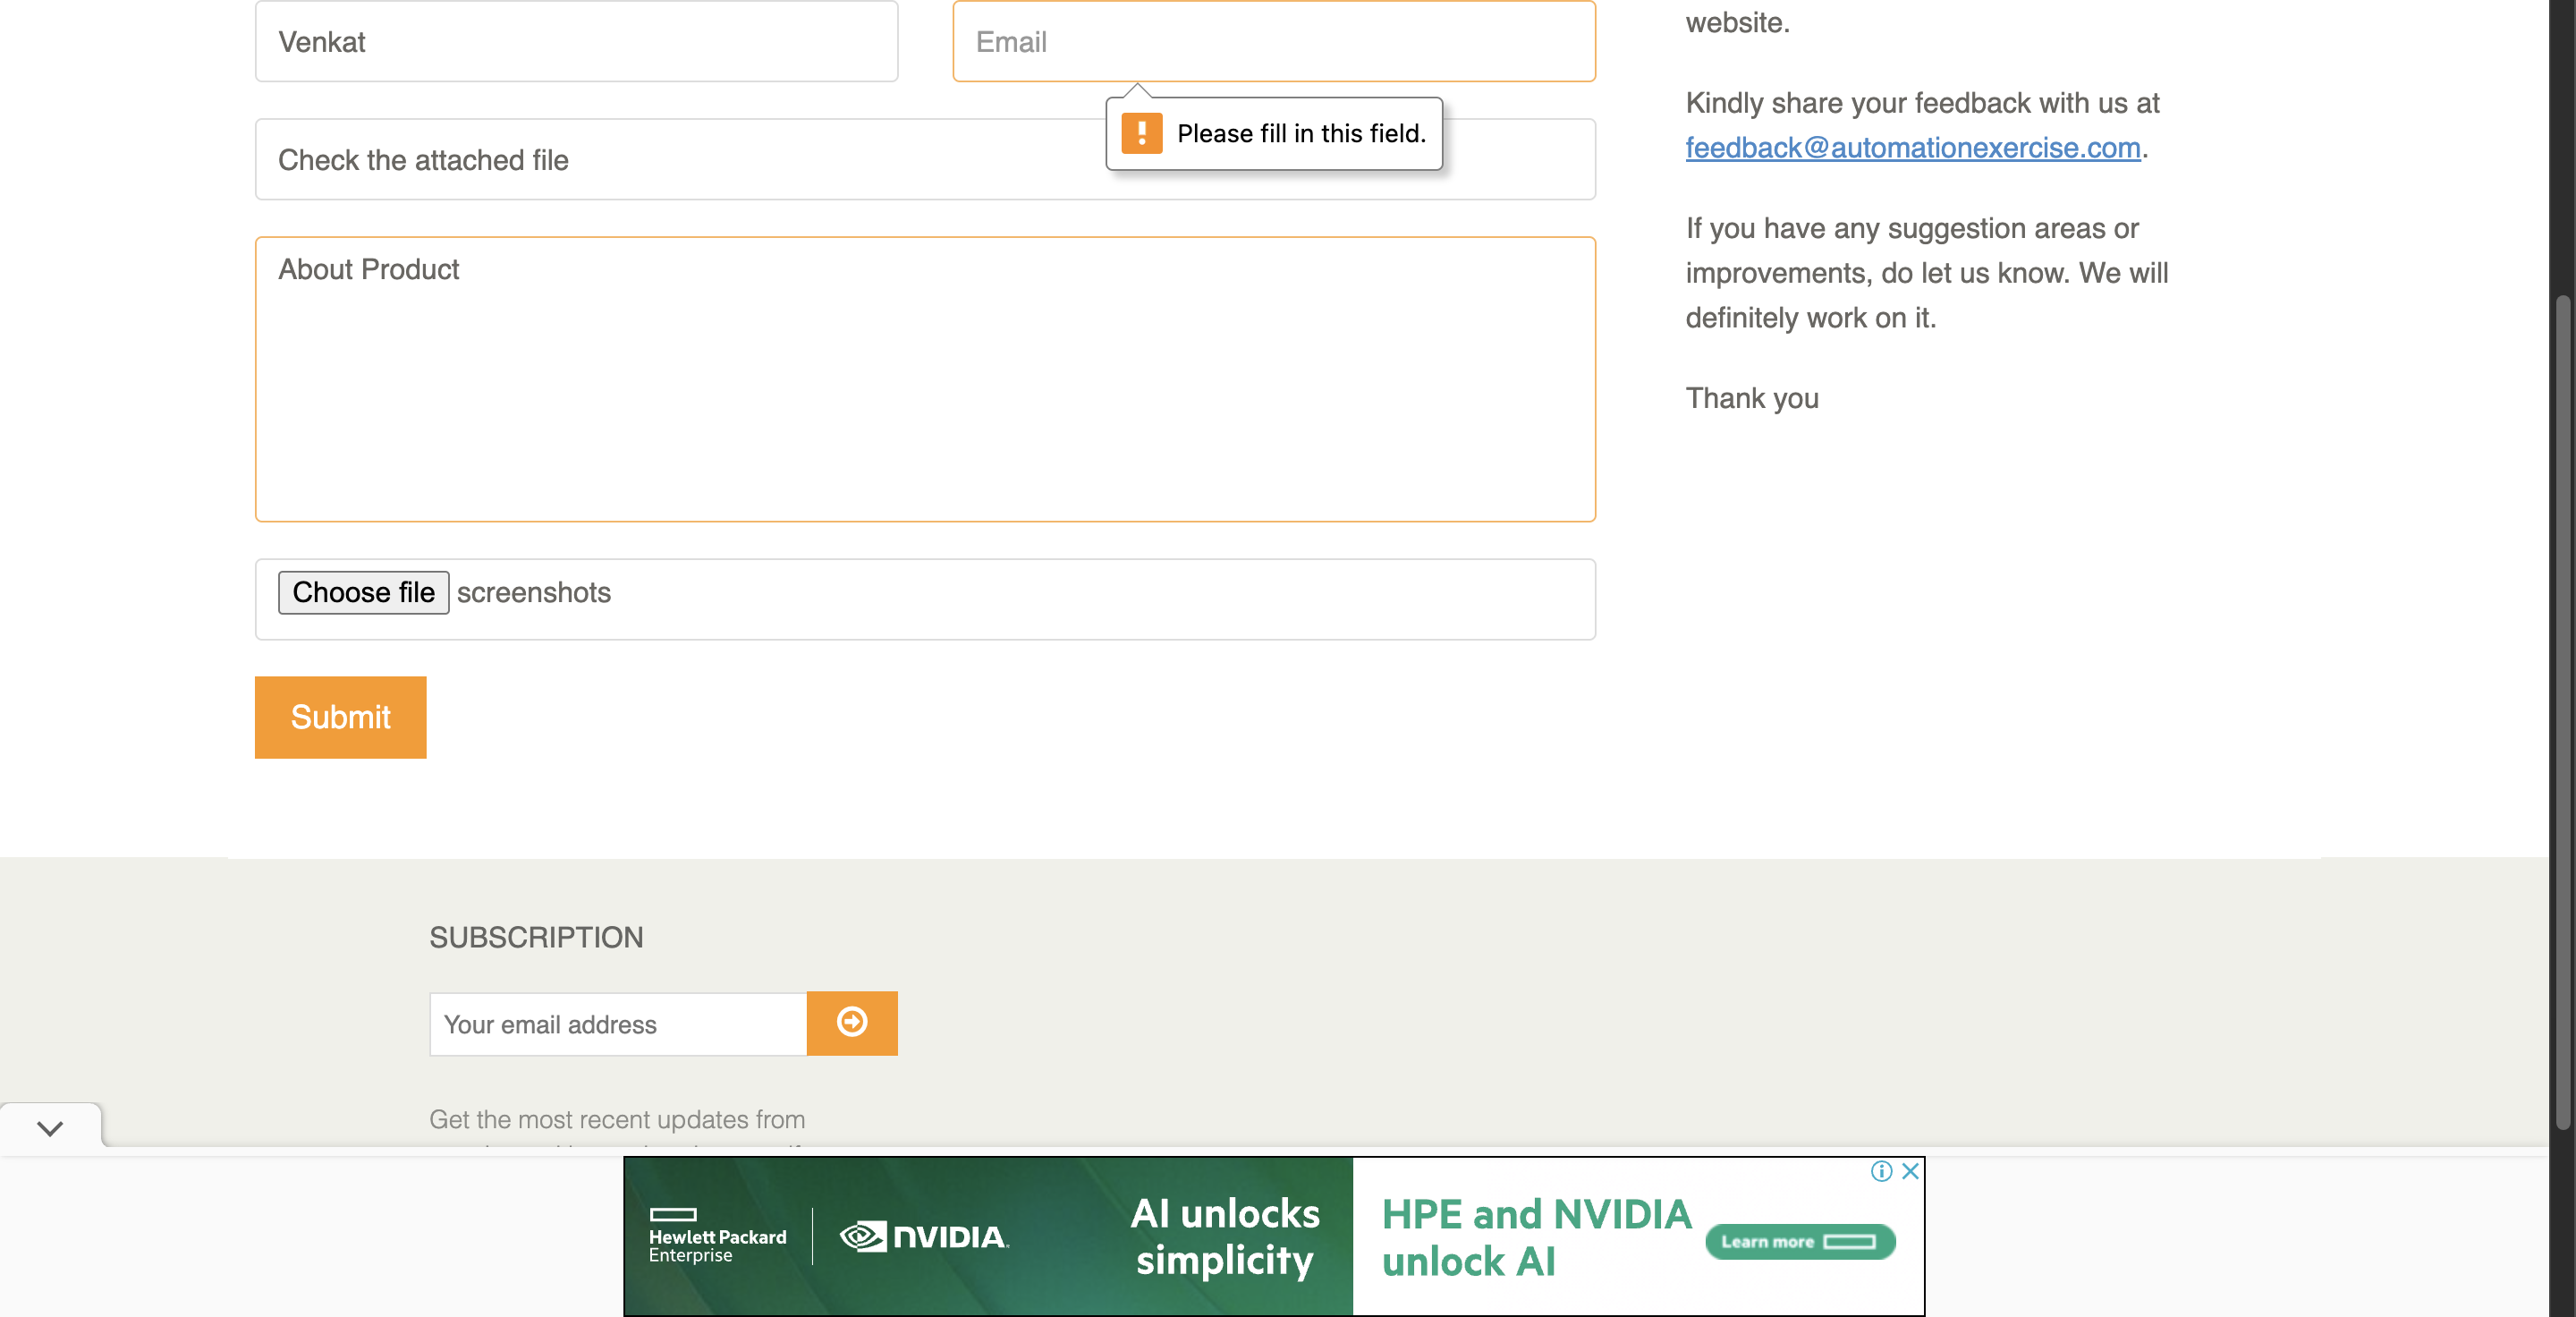 Venkat
Email
Please fill in this field.
Check the attached file
About Product
Choose file screenshots
Submit
website.
Kindly share your feedback with us at
feedback@automationexercise.com.
If you have any suggestion areas or
improvements, do let us know. We will
definitely work on it.
Thank you
SUBSCRIPTION
Your email address
Get the most recent updates from
Hewlett Packard
Enterprise
NVIDIA.
AI unlocks
simplicity
HPE and NVIDIA
unlock AI
Learn more